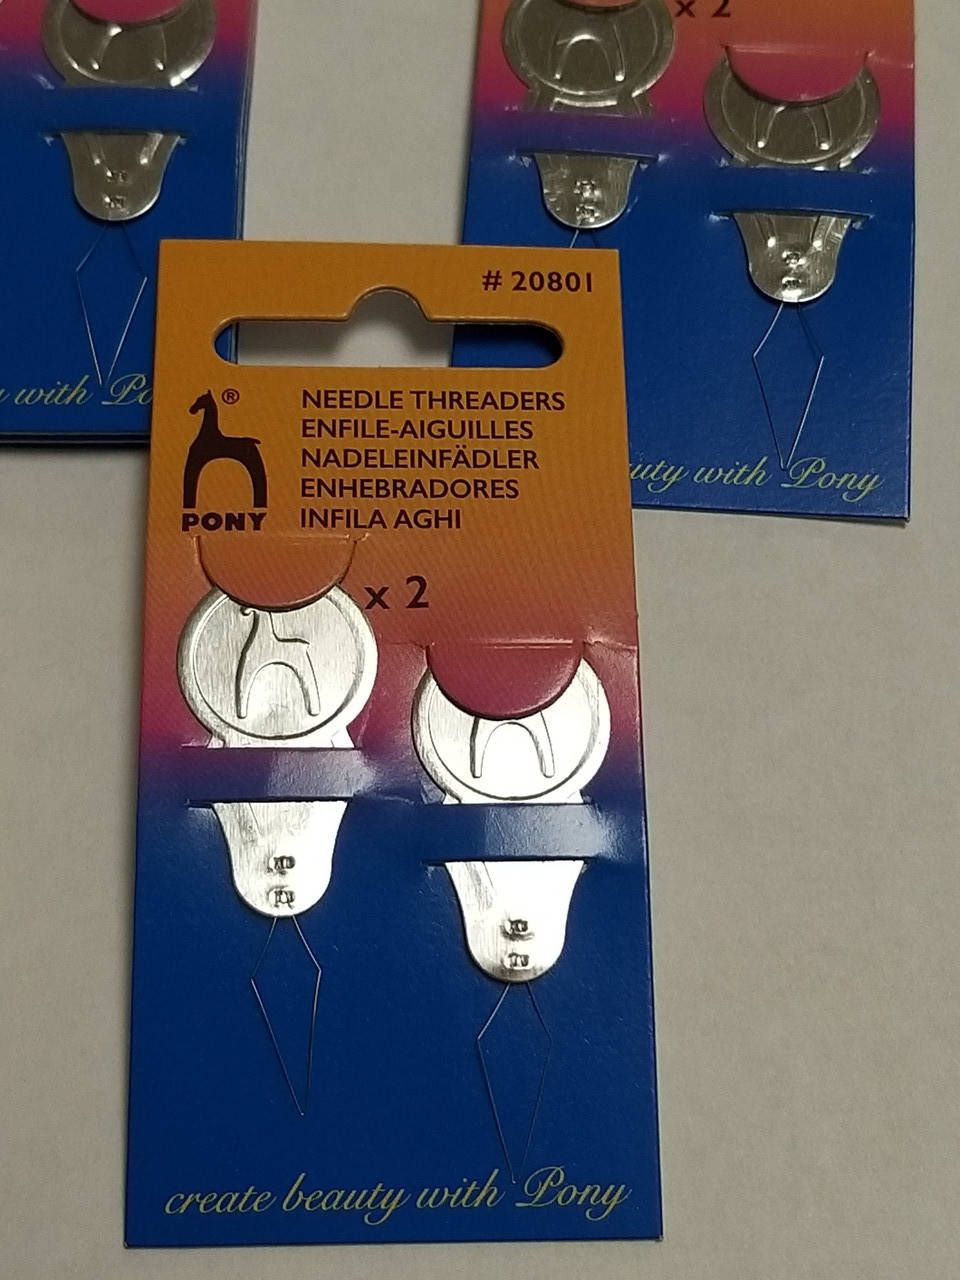 x 2
# 20801
®
NEEDLE THREADERS
ENFILE-AIGUILLES
NADELEINFÄDLER
ENHEBRADORES
INFILA AGHI
PONY
x 2
create beauty with Pony
with Po
uty with Pony